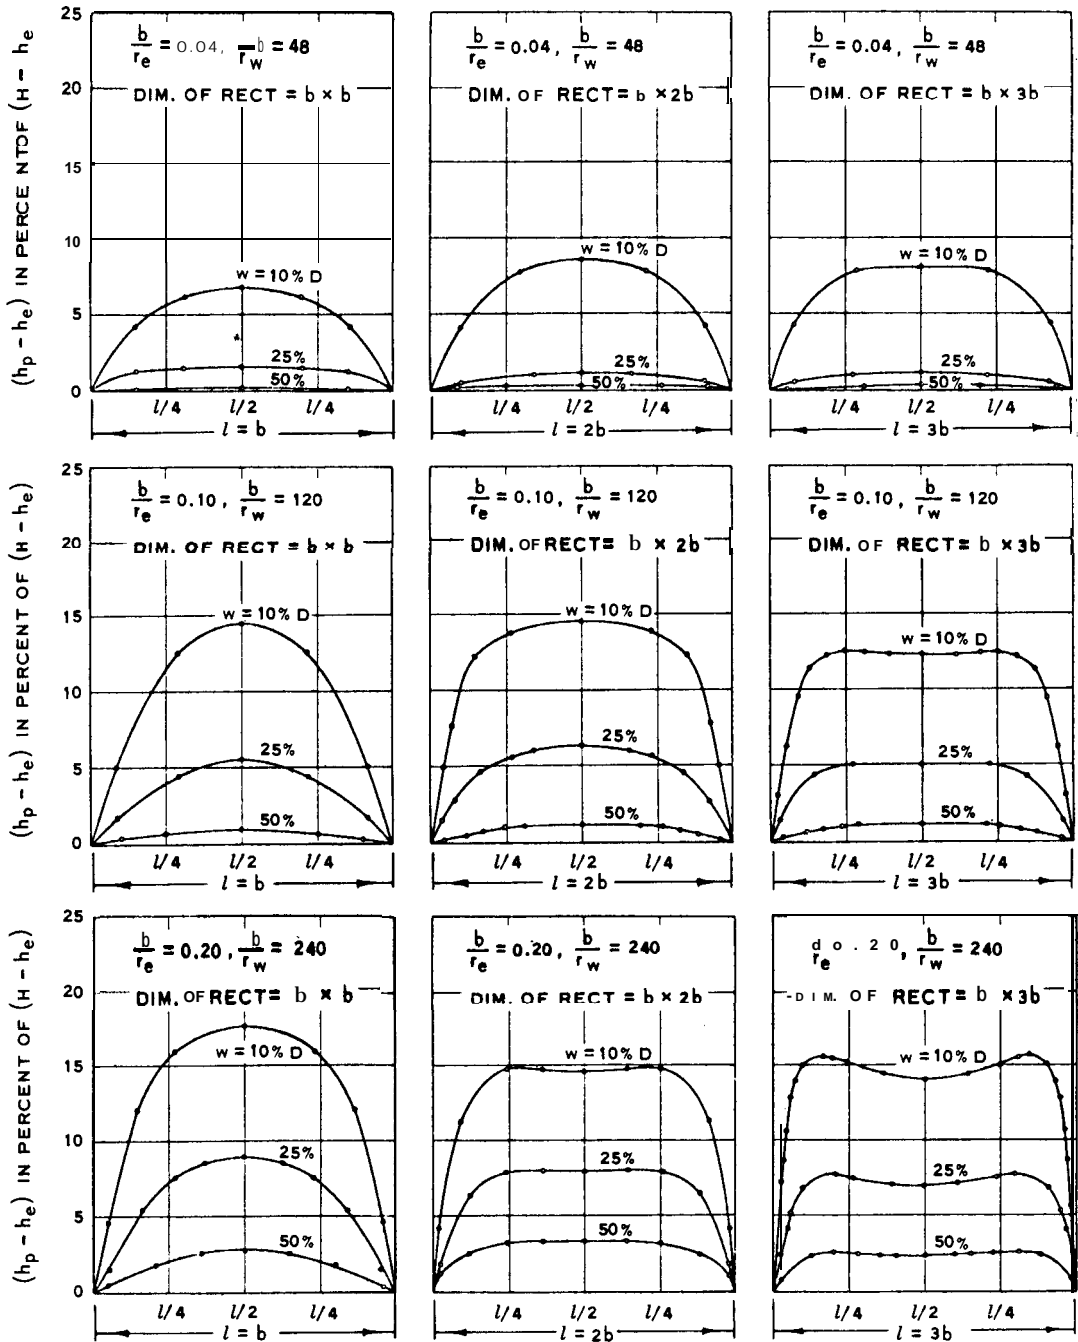 (hp – he) IN PERCE NTOF (H – he
b/re = 0.04, b/rw = 48
DIM. OF RECT = b × b
25
20
15
10
5
0
w = 10% D
25%
50%
l/4 l/2 l/4
l = b
b/re = 0.04, b/rw = 48
DIM. OF RECT = b × 2b
w = 10% D
25%
50%
l/4 l/2 l/4
l = 2b
b/re = 0.04, b/rw = 48
DIM. OF RECT = b × 3b
w = 10% D
25%
50%
l/4 l/2 l/4
l = 3b
(hp – he) IN PERCENT OF (H – he)
b/re = 0.10, b/rw = 120
DIM. OF RECT = b × b
25
20
15
10
5
0
w = 10% D
25%
50%
l/4 l/2 l/4
l = b
b/re = 0.10, b/rw = 120
DIM. OF RECT = b × 2b
w = 10% D
25%
50%
l/4 l/2 l/4
l = 2b
b/re = 0.10, b/rw = 120
DIM. OF RECT = b × 3b
w = 10% D
25%
50%
l/4 l/2 l/4
l = 3b
(hp – he) IN PERCENT OF (H – he)
b/re = 0.20, b/rw = 240
DIM. OF RECT = b × b
25
20
15
10
5
0
w = 10% D
25%
50%
l/4 l/2 l/4
l = b
b/re = 0.20, b/rw = 240
DIM. OF RECT = b × 2b
w = 10% D
25%
50%
l/4 l/2 l/4
l = 2b
d o . 2 0, b/rw = 240
re
-DIM. OF RECT = b × 3b
w = 10% D
25%
50%
l/4 l/2 l/4
l = 3b